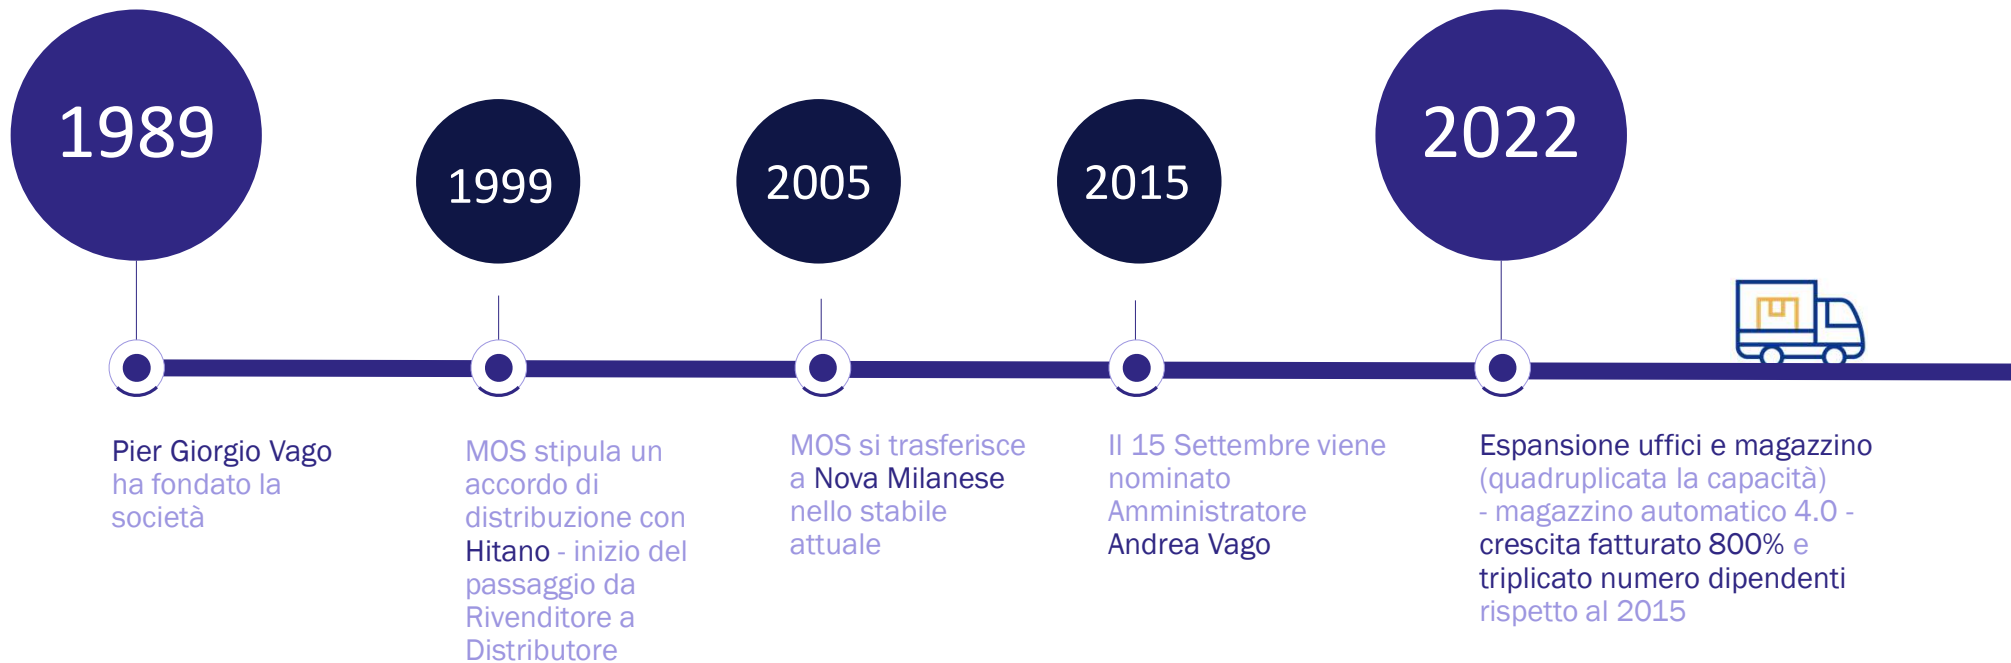 1989
Pier Giorgio Vago
ha fondato la
società
1999
MOS stipula un
accordo di
distribuzione con
Hitano - inizio del
passaggio da
Rivenditore a
Distributore
2005
MOS si trasferisce
a Nova Milanese
nello stabile
attuale
2015
Il 15 Settembre viene
nominato
Amministratore
Andrea Vago
2022
Espansione uffici e magazzino
(quadruplicata la capacità)
- magazzino automatico 4.0 -
crescita fatturato 800% e
triplicato numero dipendenti
rispetto al 2015